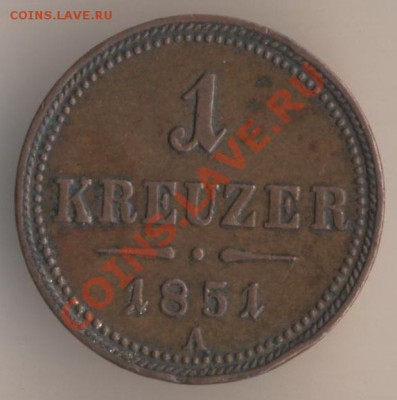 COINS.LAVE.RU
1
KREUZER
1851
A
COINS.LAVE.RU